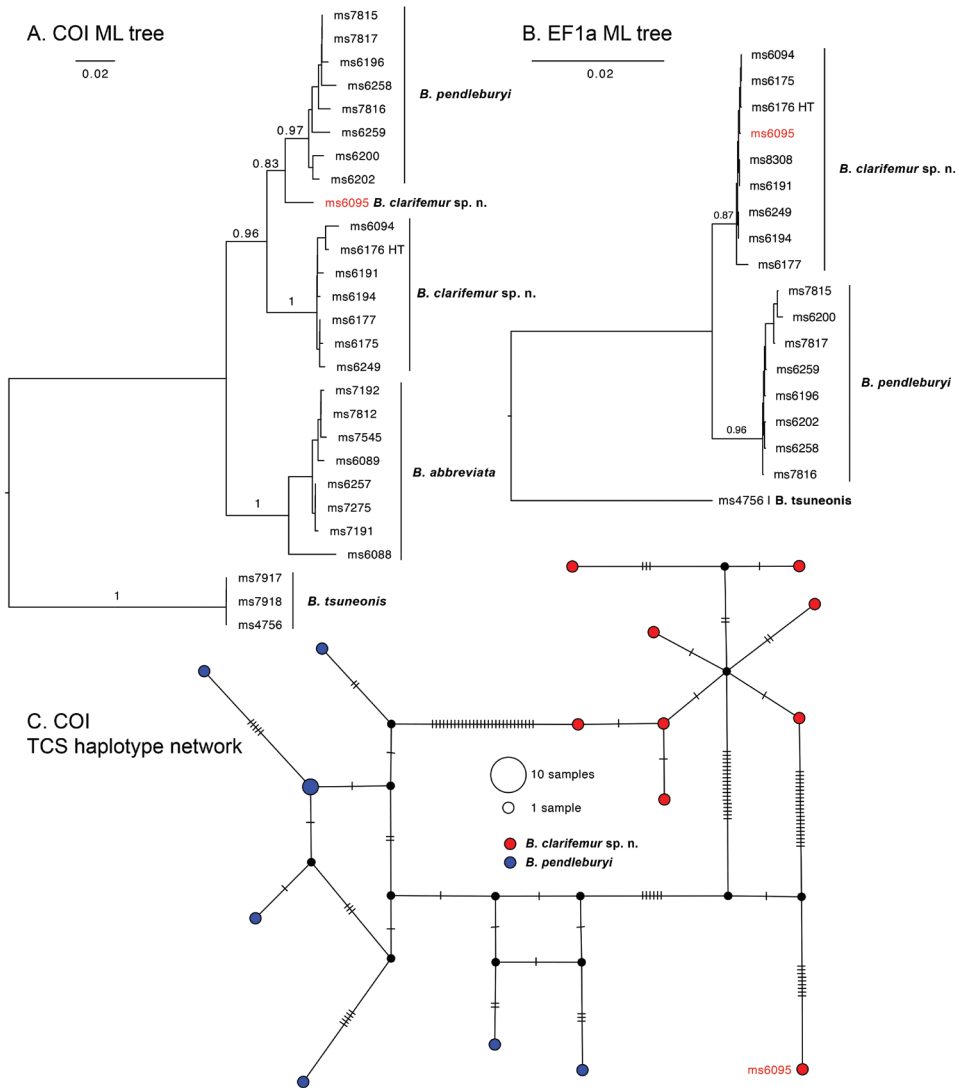 A. COI ML tree
0.02
ms7815
ms7817
ms6196
ms6258
ms7816
ms6259
ms6200
ms6202
B. pendleburyi
0.97
0.83
ms6095 B. clarifemur sp. n.
0.96
ms6094
ms6176 HT
ms6191
ms6194
ms6177
ms6175
ms6249
B. clarifemur sp. n.
1
ms7192
ms7812
ms7545
ms6089
ms6257
ms7275
ms7191
ms6088
B. abbreviata
1
ms7917
ms7918
ms4756
B. tsuneonis
1
B. EF1a ML tree
0.02
ms6094
ms6175
ms6176 HT
ms6095
ms8308
ms6191
ms6249
ms6194
ms6177
B. clarifemur sp. n.
0.87
ms7815
ms6200
ms7817
ms6259
ms6196
ms6202
ms6258
ms7816
B. pendleburyi
0.96
ms4756 | B. tsuneonis
C. COI
TCS haplotype network
10 samples
1 sample
B. clarifemur sp. n.
B. pendleburyi
ms6095